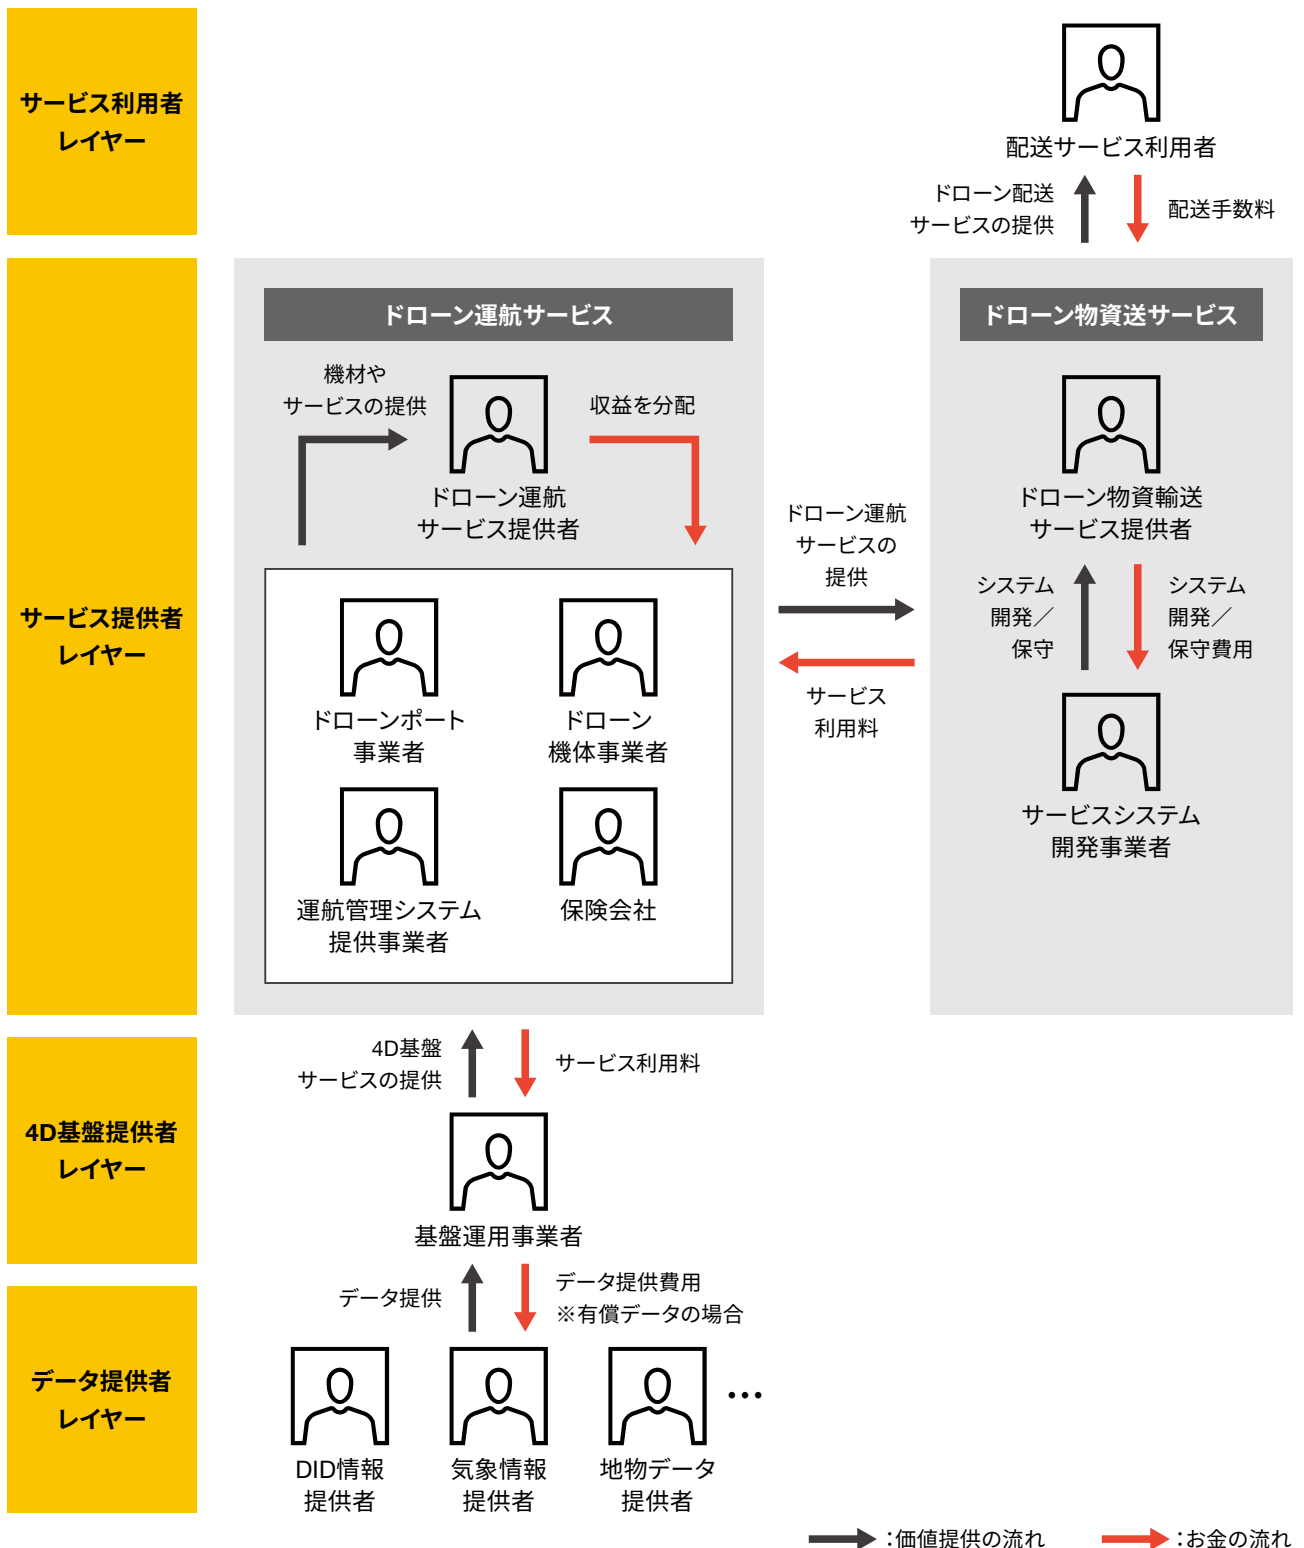 サービス利用者
レイヤー
配送サービス利用者
ドローン配送
サービスの提供
配送手数料
サービス提供者
レイヤー
ドローン運航サービス
機材や
サービスの提供
収益を分配
ドローン運航
サービス提供者
ドローンポート
事業者
ドローン
機体事業者
運航管理システム
提供事業者
保険会社
ドローン運航
サービスの
提供
サービス
利用料
ドローン物資送サービス
ドローン物資輸送
サービス提供者
システム
開発／
保守
システム
開発／
保守費用
サービスシステム
開発事業者
4D基盤提供者
レイヤー
4D基盤
サービスの提供
サービス利用料
基盤運用事業者
データ提供
データ提供費用
※有償データの場合
データ提供者
レイヤー
DID情報
提供者
気象情報
提供者
地物データ
提供者
…
：価値提供の流れ
：お金の流れ